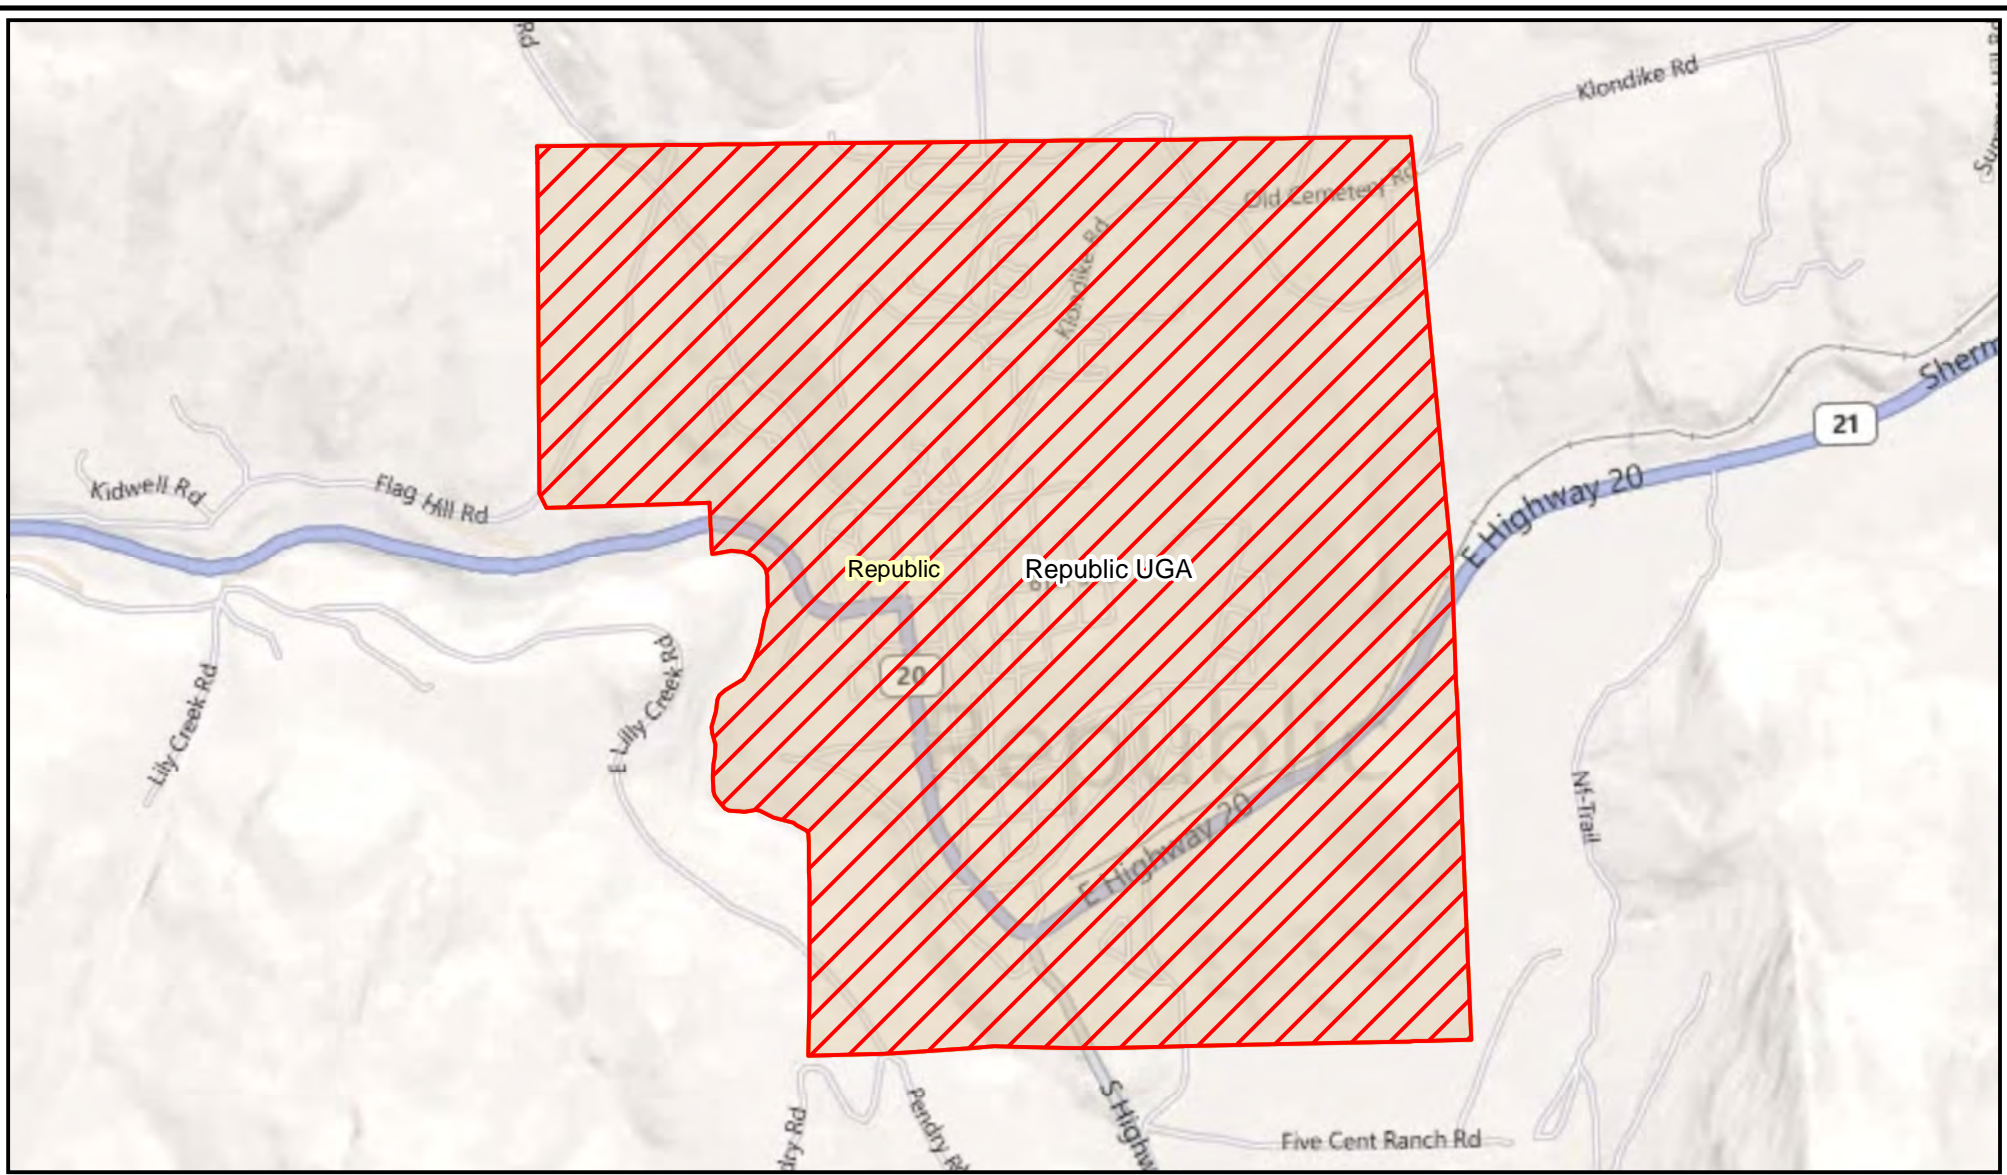 Rd
Klondike Rd
Old Cemetery Rd
Klondike Rd
21
E Highway 20
Kidwell Rd
Flag Hill Rd
Republic
Republic UGA
20
Lily Creek Rd
E Lilly Creek Rd
Republic
E Highway 20
Nf-Trail
Pendry Rd
Five Cent Ranch Rd